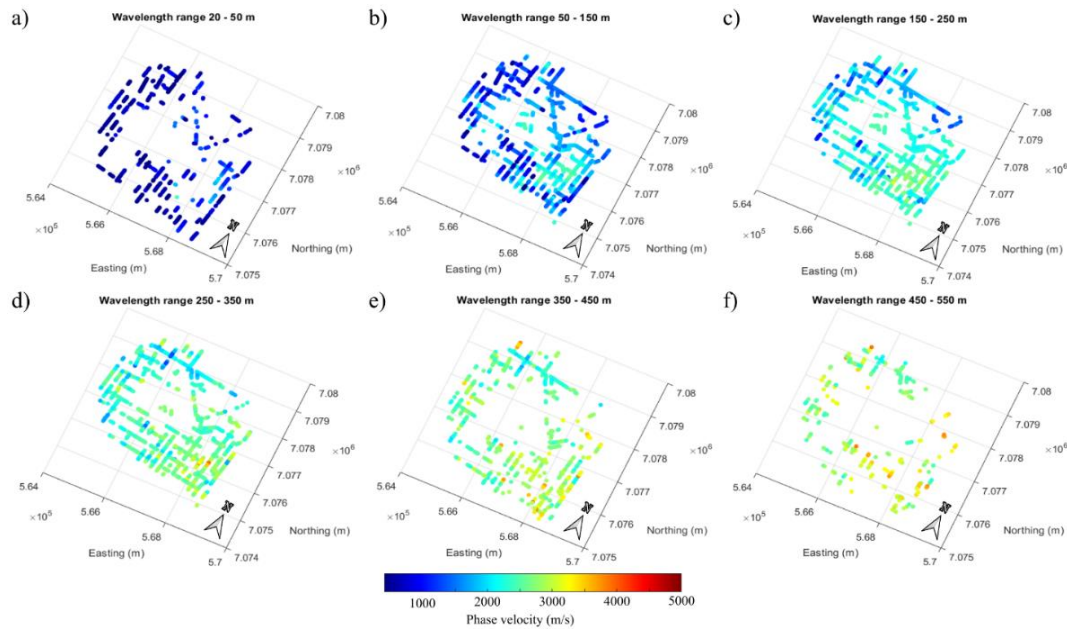 a)
Wavelength range 20 - 50 m
7.08
7.079
7.078
×10⁶
7.077
7.076
7.075
Northing (m)
5.64
×10⁵
5.66
5.68
5.7
Easting (m)
N
b)
Wavelength range 50 - 150 m
7.08
7.079
7.078
×10⁶
7.077
7.076
7.075
7.074
Northing (m)
5.64
×10⁵
5.66
5.68
5.7
Easting (m)
N
c)
Wavelength range 150 - 250 m
7.08
7.079
7.078
×10⁶
7.077
7.076
7.075
7.074
Northing (m)
5.64
×10⁵
5.66
5.68
5.7
Easting (m)
N
d)
Wavelength range 250 - 350 m
7.08
7.079
7.078
×10⁶
7.077
7.076
7.075
7.074
Northing (m)
5.64
×10⁵
5.66
5.68
5.7
Easting (m)
N
e)
Wavelength range 350 - 450 m
7.08
7.079
7.078
×10⁶
7.077
7.076
7.075
7.074
Northing (m)
5.64
×10⁵
5.66
5.68
5.7
Easting (m)
N
f)
Wavelength range 450 - 550 m
7.08
7.079
7.078
×10⁶
7.077
7.076
7.075
Northing (m)
5.64
×10⁵
5.66
5.68
5.7
Easting (m)
N
1000 2000 3000 4000 5000
Phase velocity (m/s)